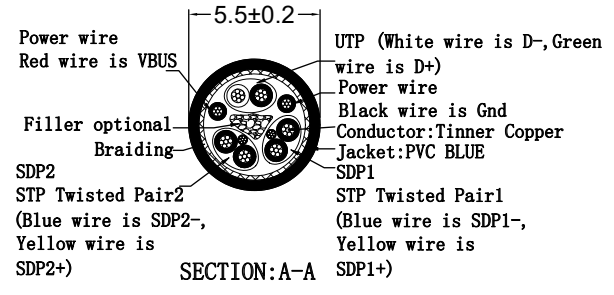 5.5±0.2
Power wire
Red wire is VBUS
Filler optional
Braiding
SDP2
STP Twisted Pair2
(Blue wire is SDP2-,
Yellow wire is
SDP2+)
UTP (White wire is D-,Green
wire is D+)
Power wire
Black wire is Gnd
Conductor:Tinner Copper
Jacket:PVC BLUE
SDP1
STP Twisted Pair1
(Blue wire is SDP1-,
Yellow wire is
SDP1+)
SECTION:A-A